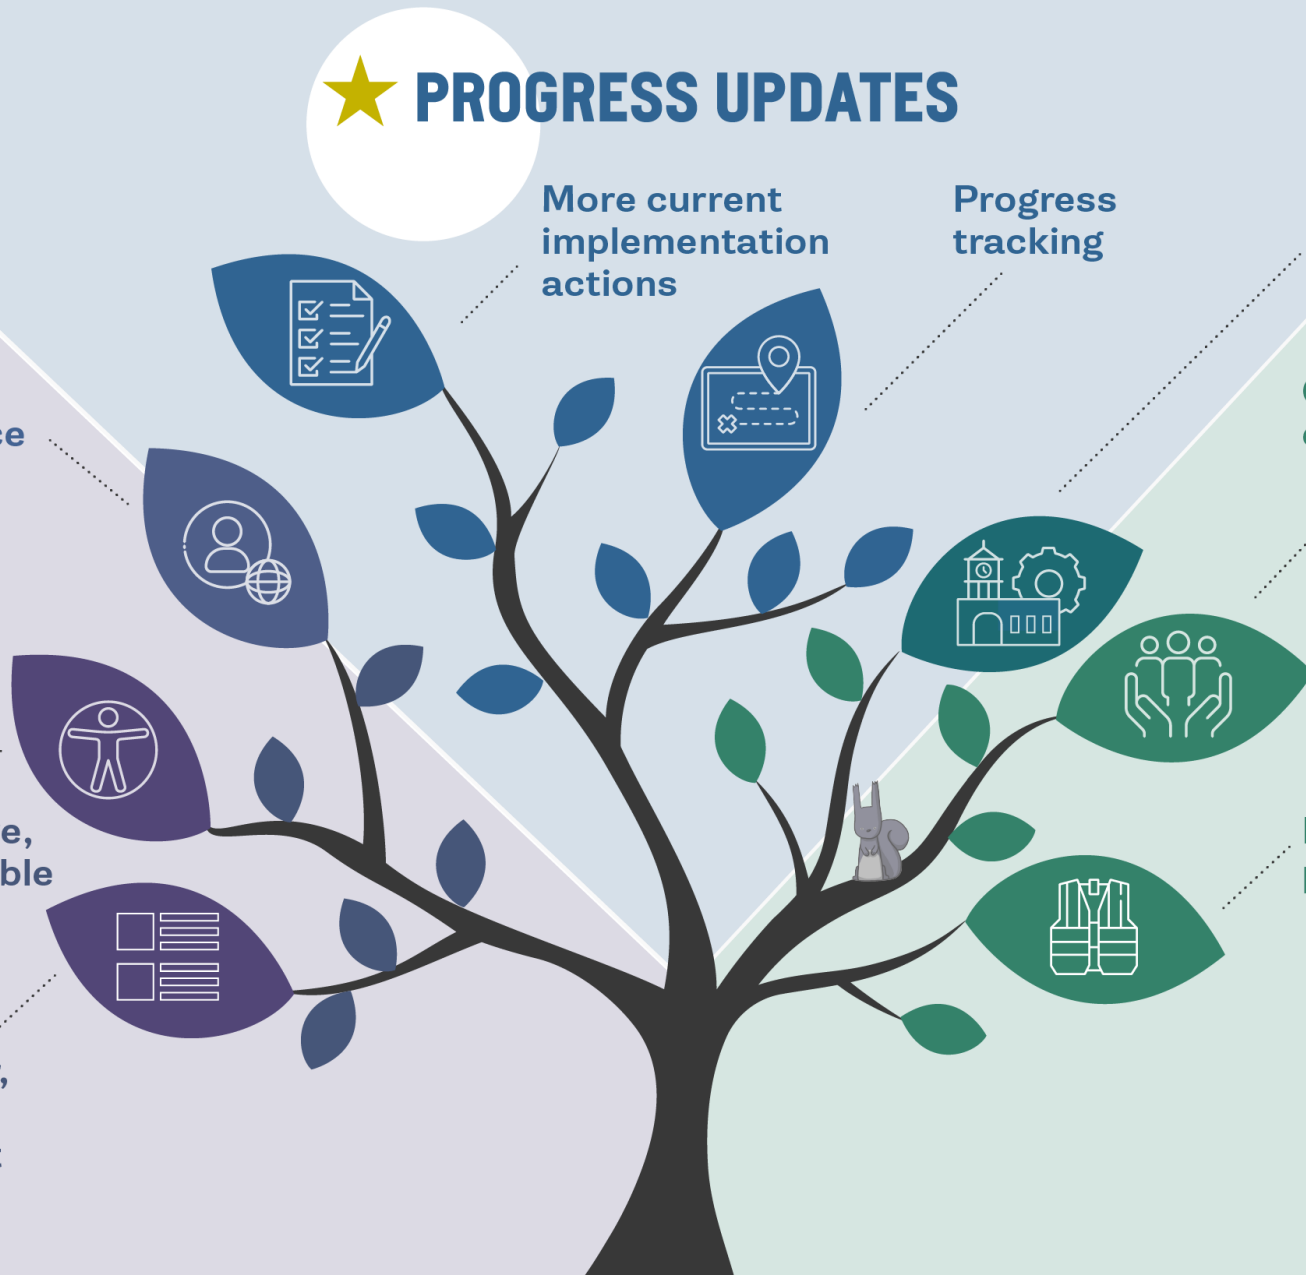 PROGRESS UPDATES
More current
implementation
actions
Progress
tracking